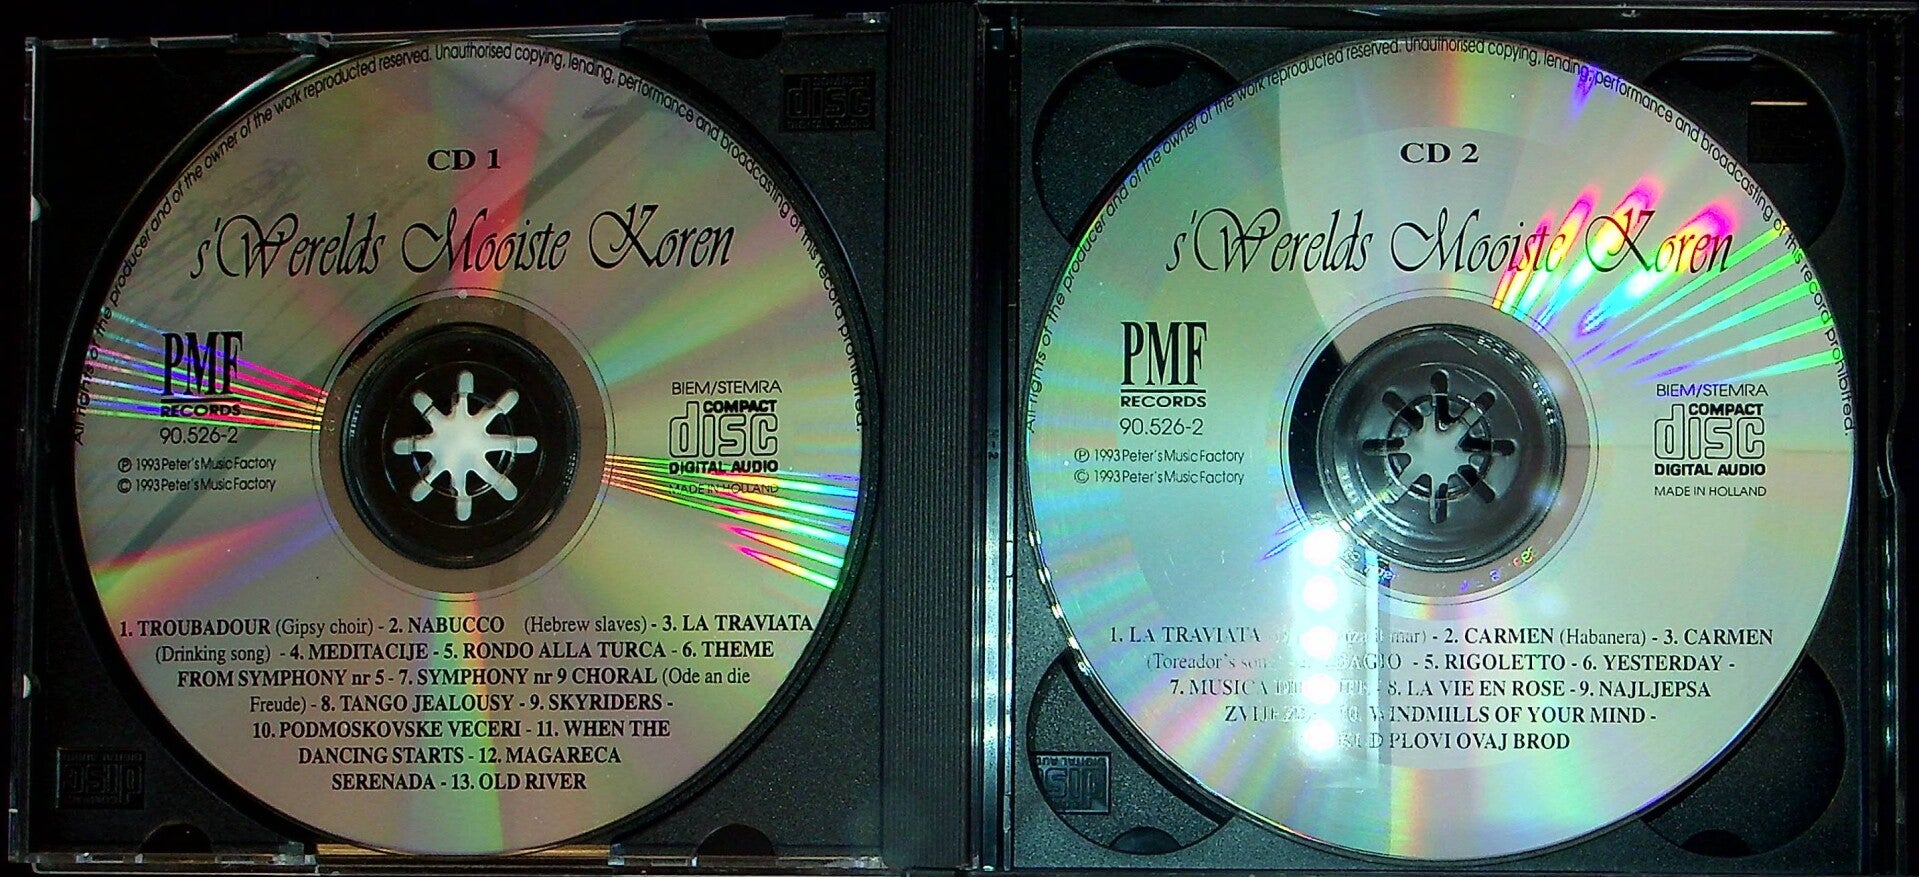 All rights of the producer and of the owner of the work reproducted reserved. Unauthorised copying, lending, performance and broadcasting of this record prohibited.
CD 1
s'Werelds Mooiste Koren
PMF
RECORDS
90.526-2
℗ 1993 Peter's Music Factory
© 1993 Peter's Music Factory
BIEM/STEMRA
COMPACT
disc
DIGITAL AUDIO
MADE IN HOLLAND
1. TROUBADOUR (Gipsy choir) - 2. NABUCCO (Hebrew slaves) - 3. LA TRAVIATA
(Drinking song) - 4. MEDITACIJE - 5. RONDO ALLA TURCA - 6. THEME
FROM SYMPHONY nr 5 - 7. SYMPHONY nr 9 CHORAL (Ode an die
Freude) - 8. TANGO JEALOUSY - 9. SKYRIDERS -
10. PODMOSKOVSKE VECERI - 11. WHEN THE
DANCING STARTS - 12. MAGARECA
SERENADA - 13. OLD RIVER
All rights of the producer and of the owner of the work reproducted reserved. Unauthorised copying, lending, performance and broadcasting of this record prohibited.
CD 2
s'Werelds Mooiste Koren
PMF
RECORDS
90.526-2
℗ 1993 Peter's Music Factory
© 1993 Peter's Music Factory
BIEM/STEMRA
COMPACT
disc
DIGITAL AUDIO
MADE IN HOLLAND
1. LA TRAVIATA - 2. CARMEN (Habanera) - 3. CARMEN
(Toreador's - 5. RIGOLETTO - 6. YESTERDAY -
7. MUSICA - 8. LA VIE EN ROSE - 9. NAJLJEPSA
WINDMILLS OF YOUR MIND -
PLOVI OVAJ BROD